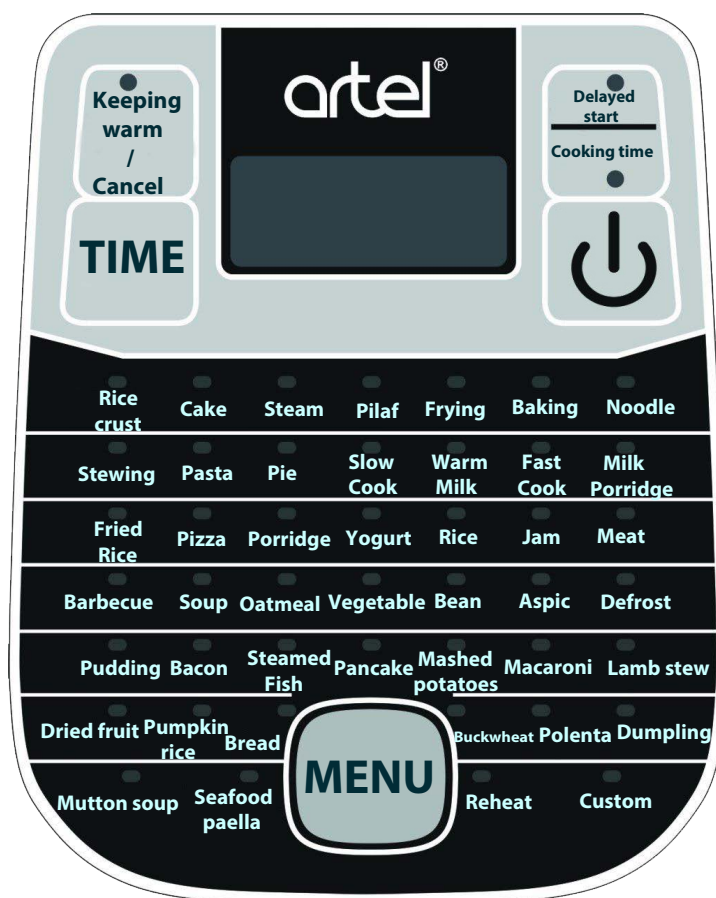 artel®
Keeping
warm
/
Cancel
Delayed
start
Cooking time
TIME
Rice
crust
Cake
Steam
Pilaf
Frying
Baking
Noodle
Stewing
Pasta
Pie
Slow
Cook
Warm
Milk
Fast
Cook
Milk
Porridge
Fried
Rice
Pizza
Porridge
Yogurt
Rice
Jam
Meat
Barbecue
Soup
Oatmeal
Vegetable
Bean
Aspic
Defrost
Pudding
Bacon
Steamed
Fish
Pancake
Mashed
potatoes
Macaroni
Lamb stew
Dried fruit
Pumpkin
rice
Bread
Buckwheat
Polenta
Dumpling
MENU
Mutton soup
Seafood
paella
Reheat
Custom